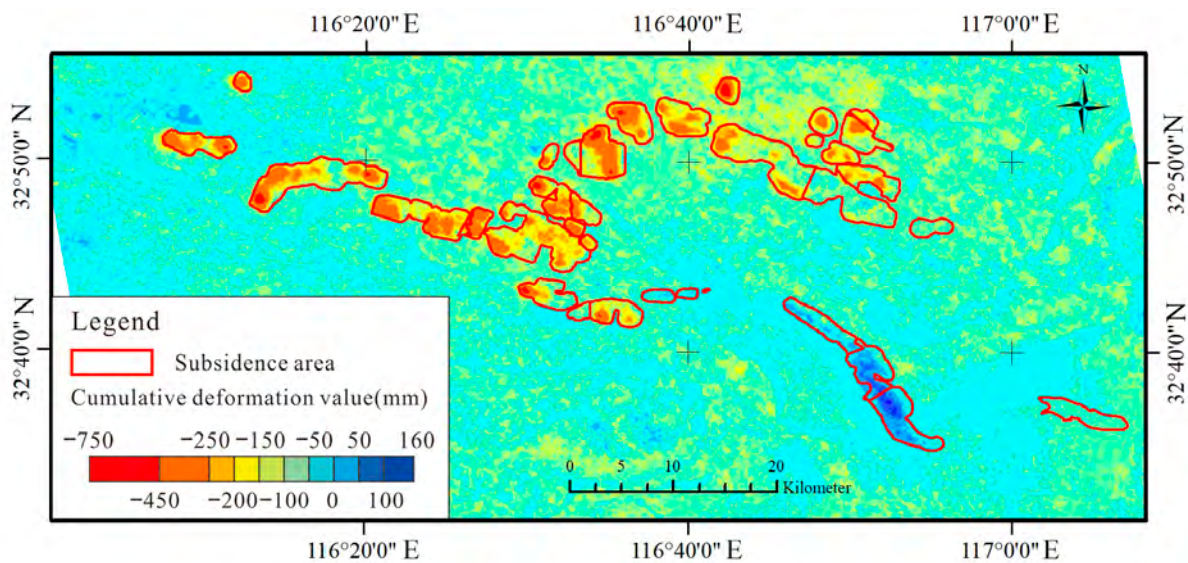 116°20'0" E 116°40'0" E 117°0'0" E
N
32°50'0" N 32°50'0" N
32°40'0" N 32°40'0" N
Legend
Subsidence area
Cumulative deformation value(mm)
−750 −250 −150 −50 50 160
−450 −200 −100 0 100
0 5 10 20
Kilometer
116°20'0" E 116°40'0" E 117°0'0" E